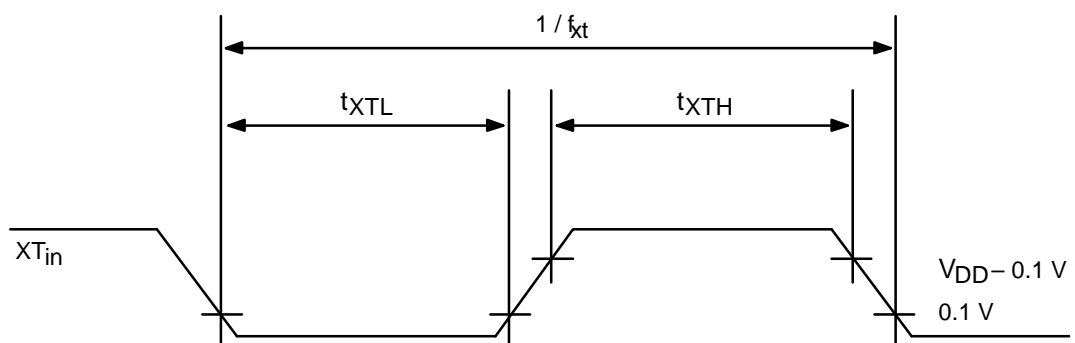 1 / fxt
tXTL
tXTH
XTin
VDD – 0.1 V
0.1 V